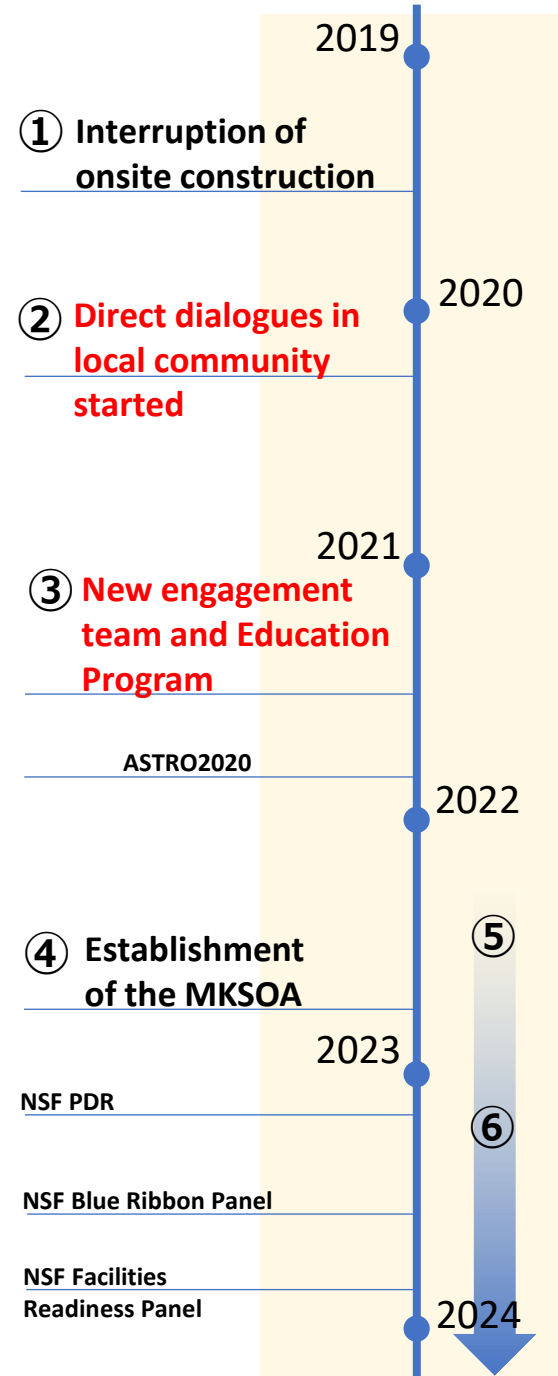 2019
① Interruption of
onsite construction
2020
② Direct dialogues in
local community
started
2021
③ New engagement
team and Education
Program
ASTRO2020
2022
⑤
④ Establishment
of the MKSOA
2023
NSF PDR
⑥
NSF Blue Ribbon Panel
NSF Facilities
Readiness Panel
2024